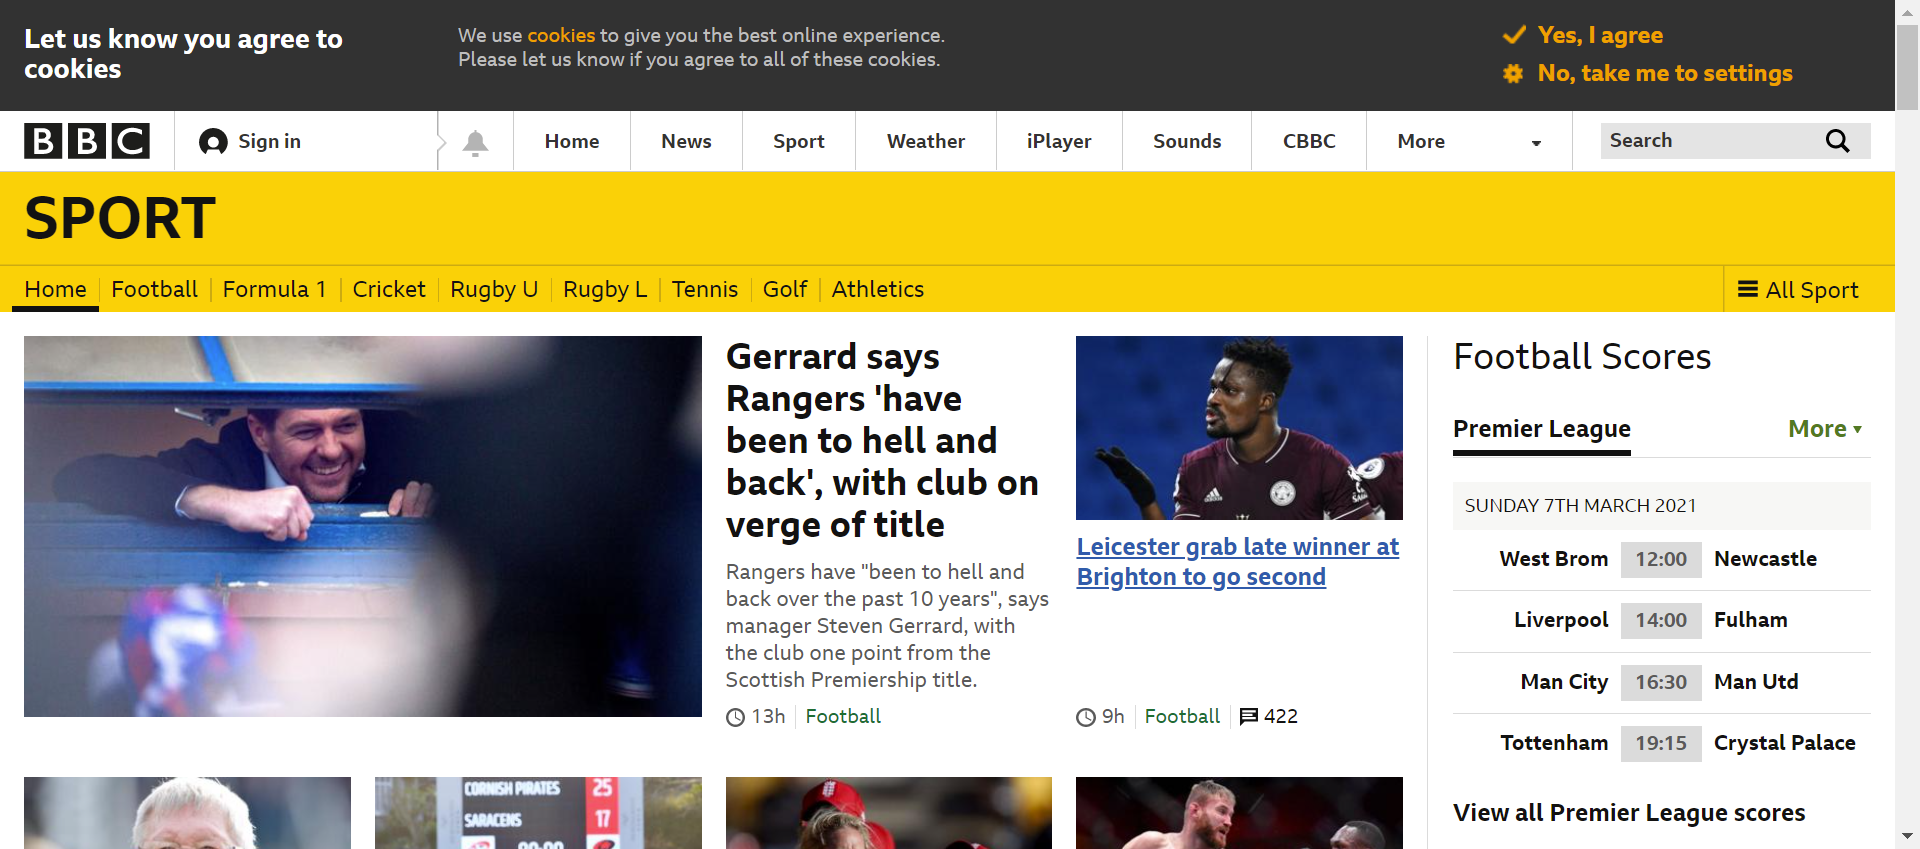 Let us know you agree to
cookies
We use cookies to give you the best online experience.
Please let us know if you agree to all of these cookies.
Yes, I agree
No, take me to settings
BBC
Sign in
Home
News
Sport
Weather
iPlayer
Sounds
CBBC
More
Search
SPORT
Home
Football
Formula 1
Cricket
Rugby U
Rugby L
Tennis
Golf
Athletics
All Sport
Gerrard says
Rangers 'have
been to hell and
back', with club on
verge of title
Rangers have "been to hell and
back over the past 10 years", says
manager Steven Gerrard, with
the club one point from the
Scottish Premiership title.
13h
Football
Leicester grab late winner at
Brighton to go second
9h
Football
422
Football Scores
Premier League
More
SUNDAY 7TH MARCH 2021
West Brom 12:00 Newcastle
Liverpool 14:00 Fulham
Man City 16:30 Man Utd
Tottenham 19:15 Crystal Palace
View all Premier League scores
CORNISH PIRATES 25
SARACENS 17